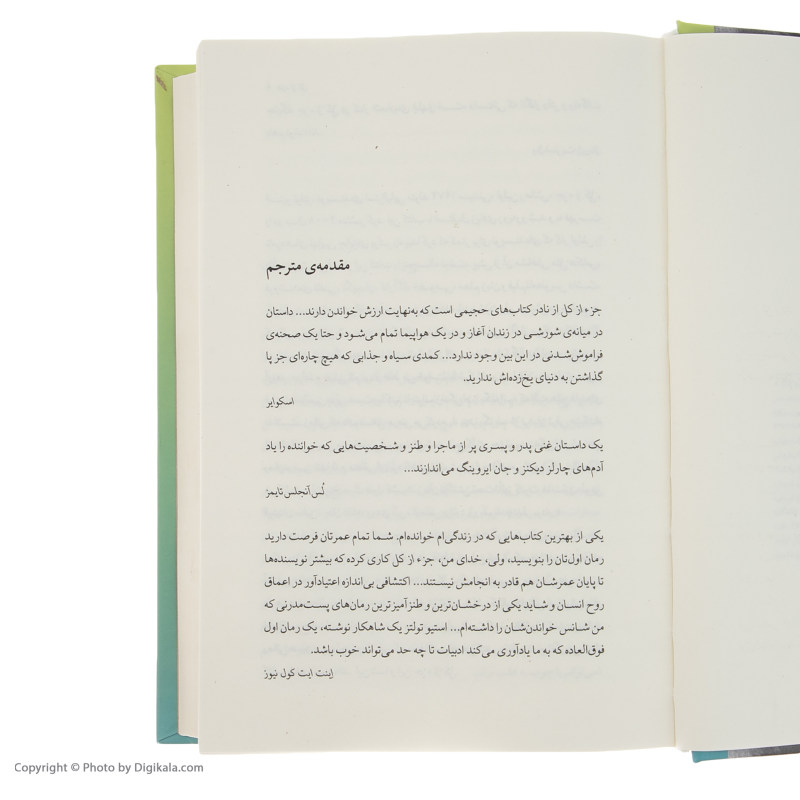 مقدمه‌ی مترجم
جزء از کل از نادر کتاب‌های حجیمی است که به‌نهایت ارزش خواندن دارند... داستان
در میانه‌ی شورشی در زندان آغاز و در یک هواپیما تمام می‌شود و حتا یک صحنه‌ی
فراموش‌شدنی در این بین وجود ندارد... کمدی سیاه و جذابی که هیچ چاره‌ای جز پا
گذاشتن به دنیای یخ‌زده‌اش ندارید.
اسکوایر
یک داستان غنی پدر و پسری پر از ماجرا و طنز و شخصیت‌هایی که خواننده را یاد
آدم‌های چارلز دیکنز و جان ایروینگ می‌اندازند...
لُس آنجلس تایمز
یکی از بهترین کتاب‌هایی که در زندگی‌ام خوانده‌ام. شما تمام عمرتان فرصت دارید
رمان اول‌تان را بنویسید، ولی، خدای من، جزء از کل کاری کرده که بیشتر نویسنده‌ها
تا پایان عمرشان هم قادر به انجامش نیستند... اکتشافی بی‌اندازه اعتیادآور در اعماق
روح انسان و شاید یکی از درخشان‌ترین و طنزآمیزترین رمان‌های پست‌مدرنی که
من شانس خواندن‌شان را داشته‌ام... استیو تولتز یک شاهکار نوشته، یک رمان اول
فوق‌العاده که به ما یادآوری می‌کند ادبیات تا چه حد می‌تواند خوب باشد.
اِینت ایت کول نیوز
Copyright © Photo by Digikala.com